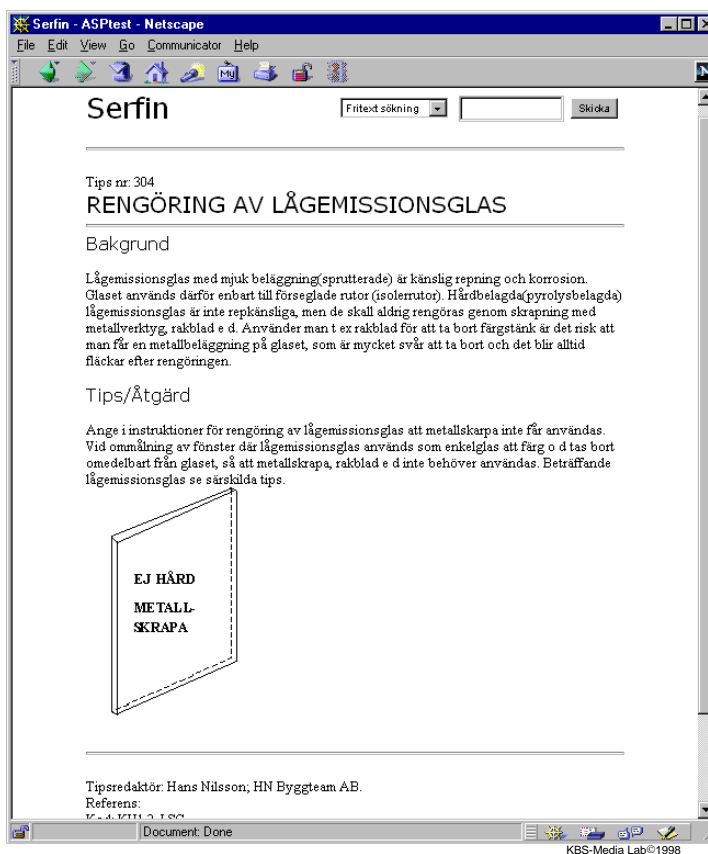 Serfin - ASPtest - Netscape
File Edit View Go Communicator Help
My
N
Serfin
Fritext sökning
Skicka
Tips nr: 304
RENGÖRING AV LÅGEMISSIONSGLAS
Bakgrund
Lågemissionsglas med mjuk beläggning(sprutterade) är känslig repning och korrosion.
Glaset används därför enbart till förseglade rutor (isolerrutor). Hårdbelagda(pyrolysbelagda)
lågemissionsglas är inte repkänsliga, men de skall aldrig rengöras genom skrapning med
metallverktyg, rakblad e d. Använder man t ex rakblad för att ta bort färgstänk är det risk att
man får en metallbeläggning på glaset, som är mycket svår att ta bort och det blir alltid
fläckar efter rengöringen.
Tips/Åtgärd
Ange i instruktioner för rengöring av lågemissionsglas att metallskarpa inte får användas.
Vid ommålning av fönster där lågemissionsglas används som enkelglas att färg o d tas bort
omedelbart från glaset, så att metallskrapa, rakblad e d inte behöver användas. Beträffande
lågemissionsglas se särskilda tips.
EJ HÅRD
METALL-
SKRAPA
Tipsredaktör: Hans Nilsson; HN Byggteam AB.
Referens:
Document: Done
KBS-Media Lab©1998